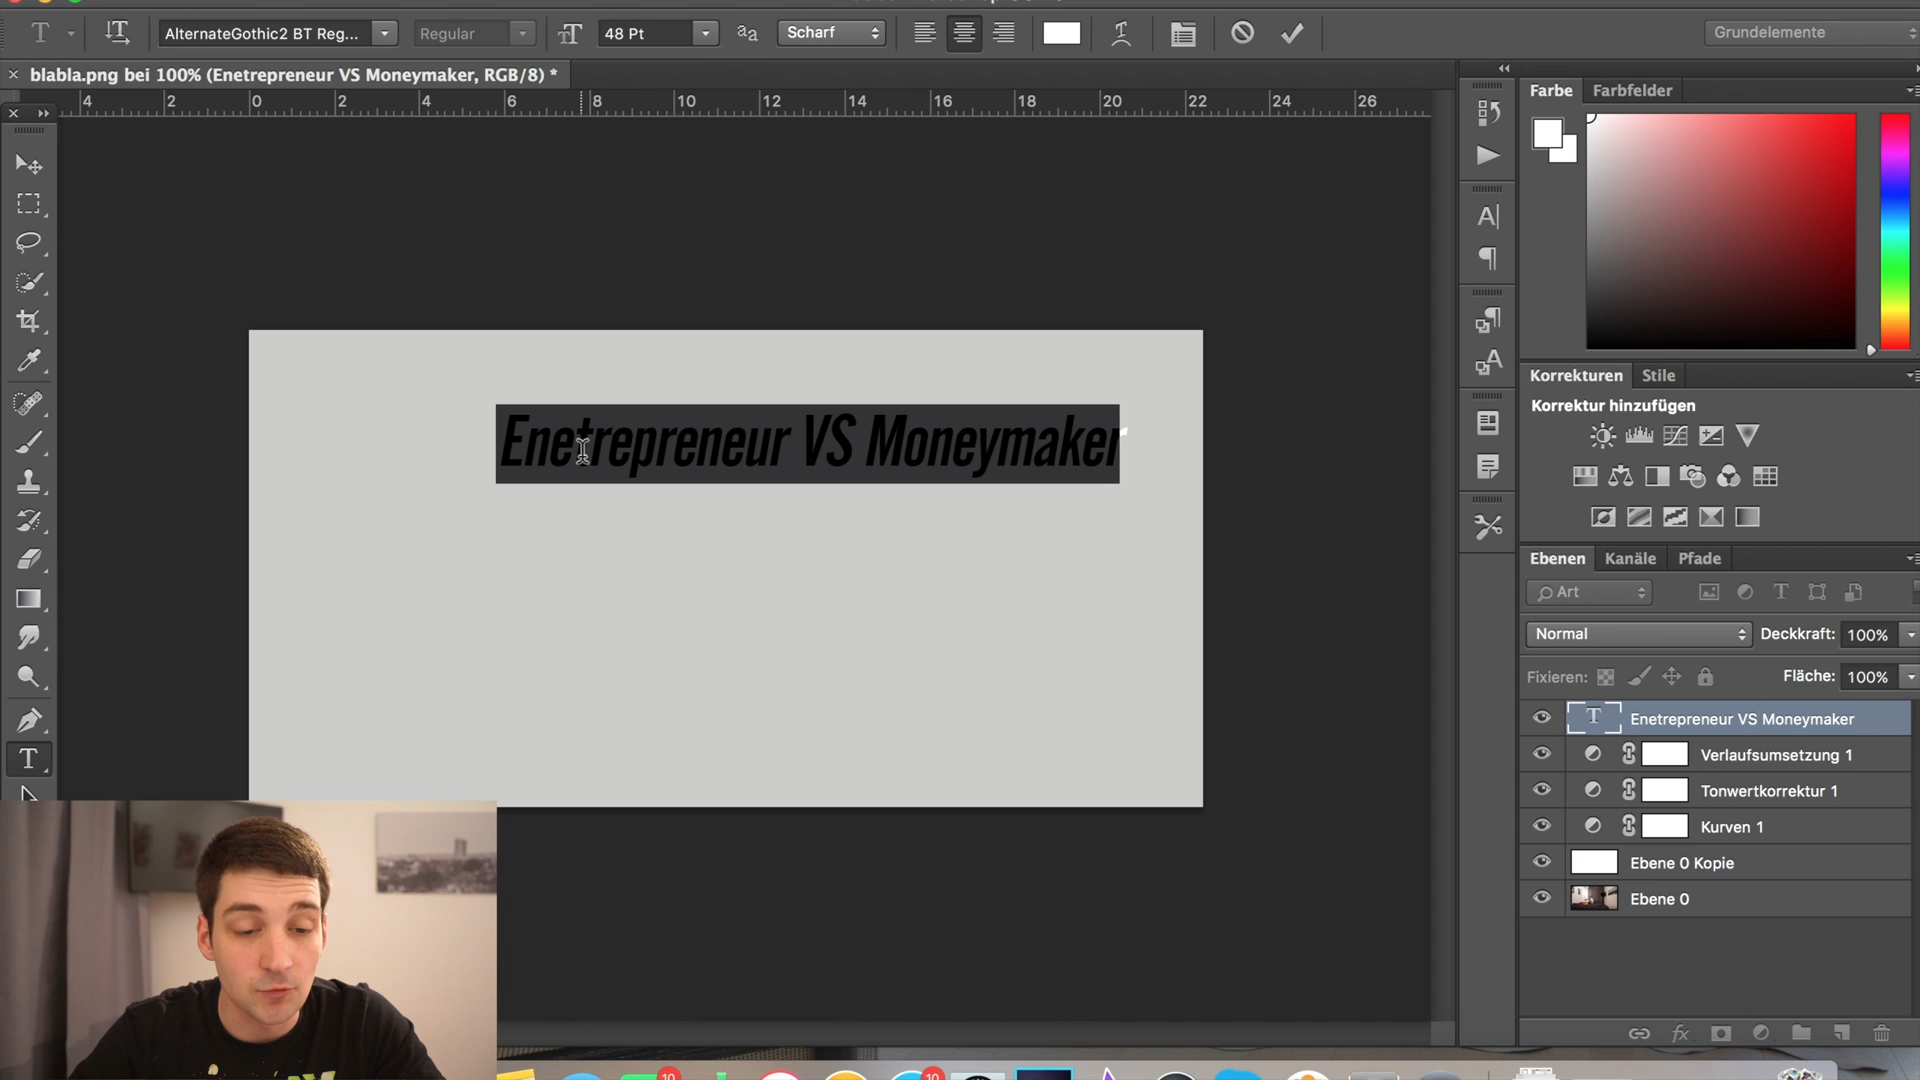 AlternateGothic2 BT Reg... Regular 48 Pt aa Scharf Grundelemente
blabla.png bei 100% (Enetrepreneur VS Moneymaker, RGB/8) *
4 2 0 2 4 6 8 10 12 14 16 18 20 22 24 26
Enetrepreneur VS Moneymaker
Farbe Farbfelder
Korrekturen Stile
Korrektur hinzufügen
Ebenen Kanäle Pfade
Art
Normal Deckkraft: 100%
Fixieren: Fläche: 100%
Enetrepreneur VS Moneymaker
Verlaufsumsetzung 1
Tonwertkorrektur 1
Kurven 1
Ebene 0 Kopie
Ebene 0
10 10